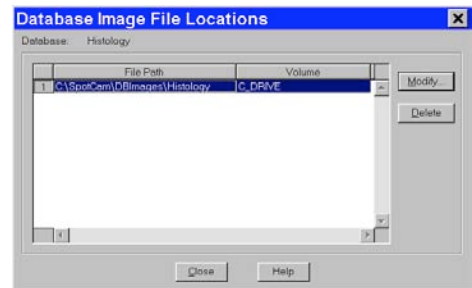 Database Image File Locations
Database: Histology
File Path Volume
1 C:\SpotCam\DBImages\Histology C_DRIVE
Modify...
Delete
Close Help